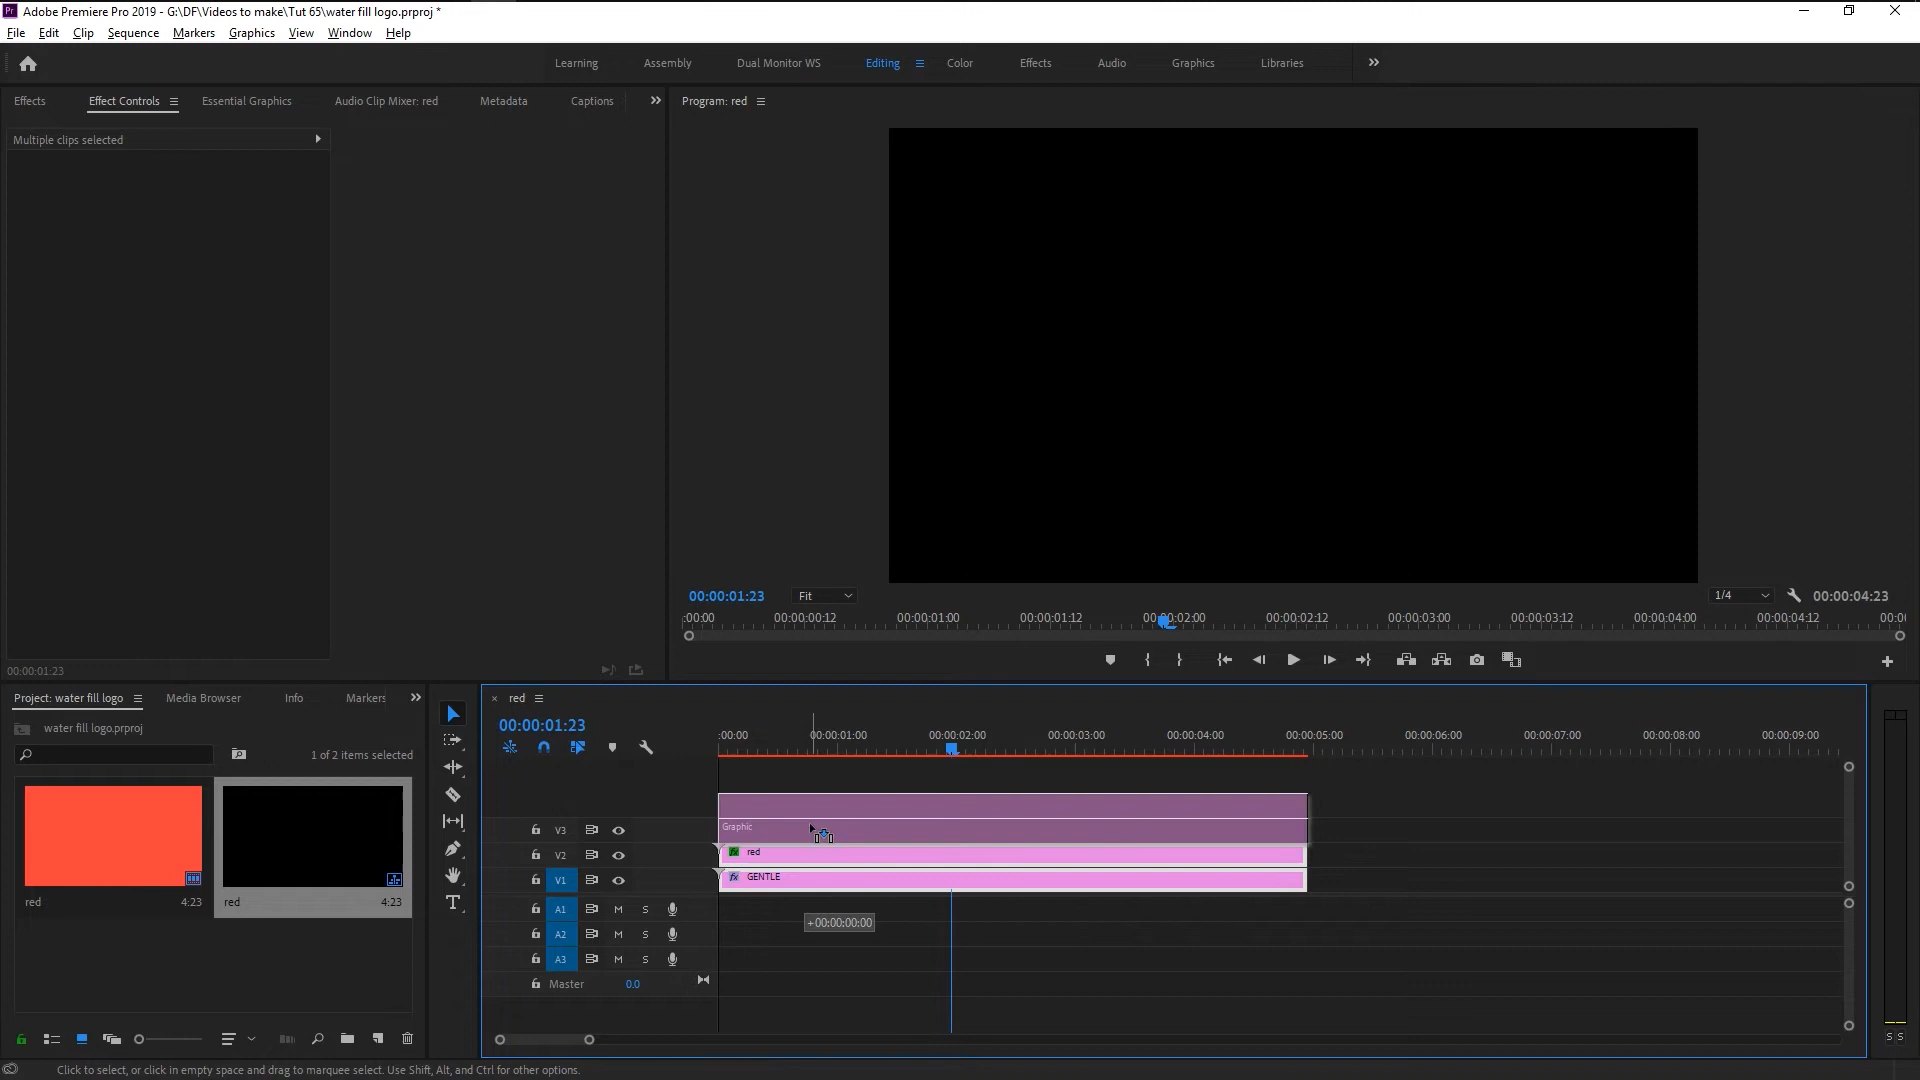 Pr Adobe Premiere Pro 2019 - G:\DF\Videos to make\Tut 65\water fill logo.prproj *
File Edit Clip Sequence Markers Graphics View Window Help
Learning Assembly Dual Monitor WS Editing Color Effects Audio Graphics Libraries
Effects Effect Controls Essential Graphics Audio Clip Mixer: red Metadata Captions
Program: red
Multiple clips selected
00:00:01:23 Fit 1/4 00:00:04:23
:00:00 00:00:00:12 00:00:01:00 00:00:01:12 00:00:02:00 00:00:02:12 00:00:03:00 00:00:03:12 00:00:04:00 00:00:04:12 00:00
00:00:01:23
Project: water fill logo Media Browser Info Markers
water fill logo.prproj
1 of 2 items selected
red 4:23
red 4:23
red
00:00:01:23
:00:00 00:00:01:00 00:00:02:00 00:00:03:00 00:00:04:00 00:00:05:00 00:00:06:00 00:00:07:00 00:00:08:00 00:00:09:00
V3 Graphic
V2 fx red
V1 fx GENTLE
A1 M S
+00:00:00:00
A2 M S
A3 M S
Master 0.0
S S
Click to select, or click in empty space and drag to marquee select. Use Shift, Alt, and Ctrl for other options.